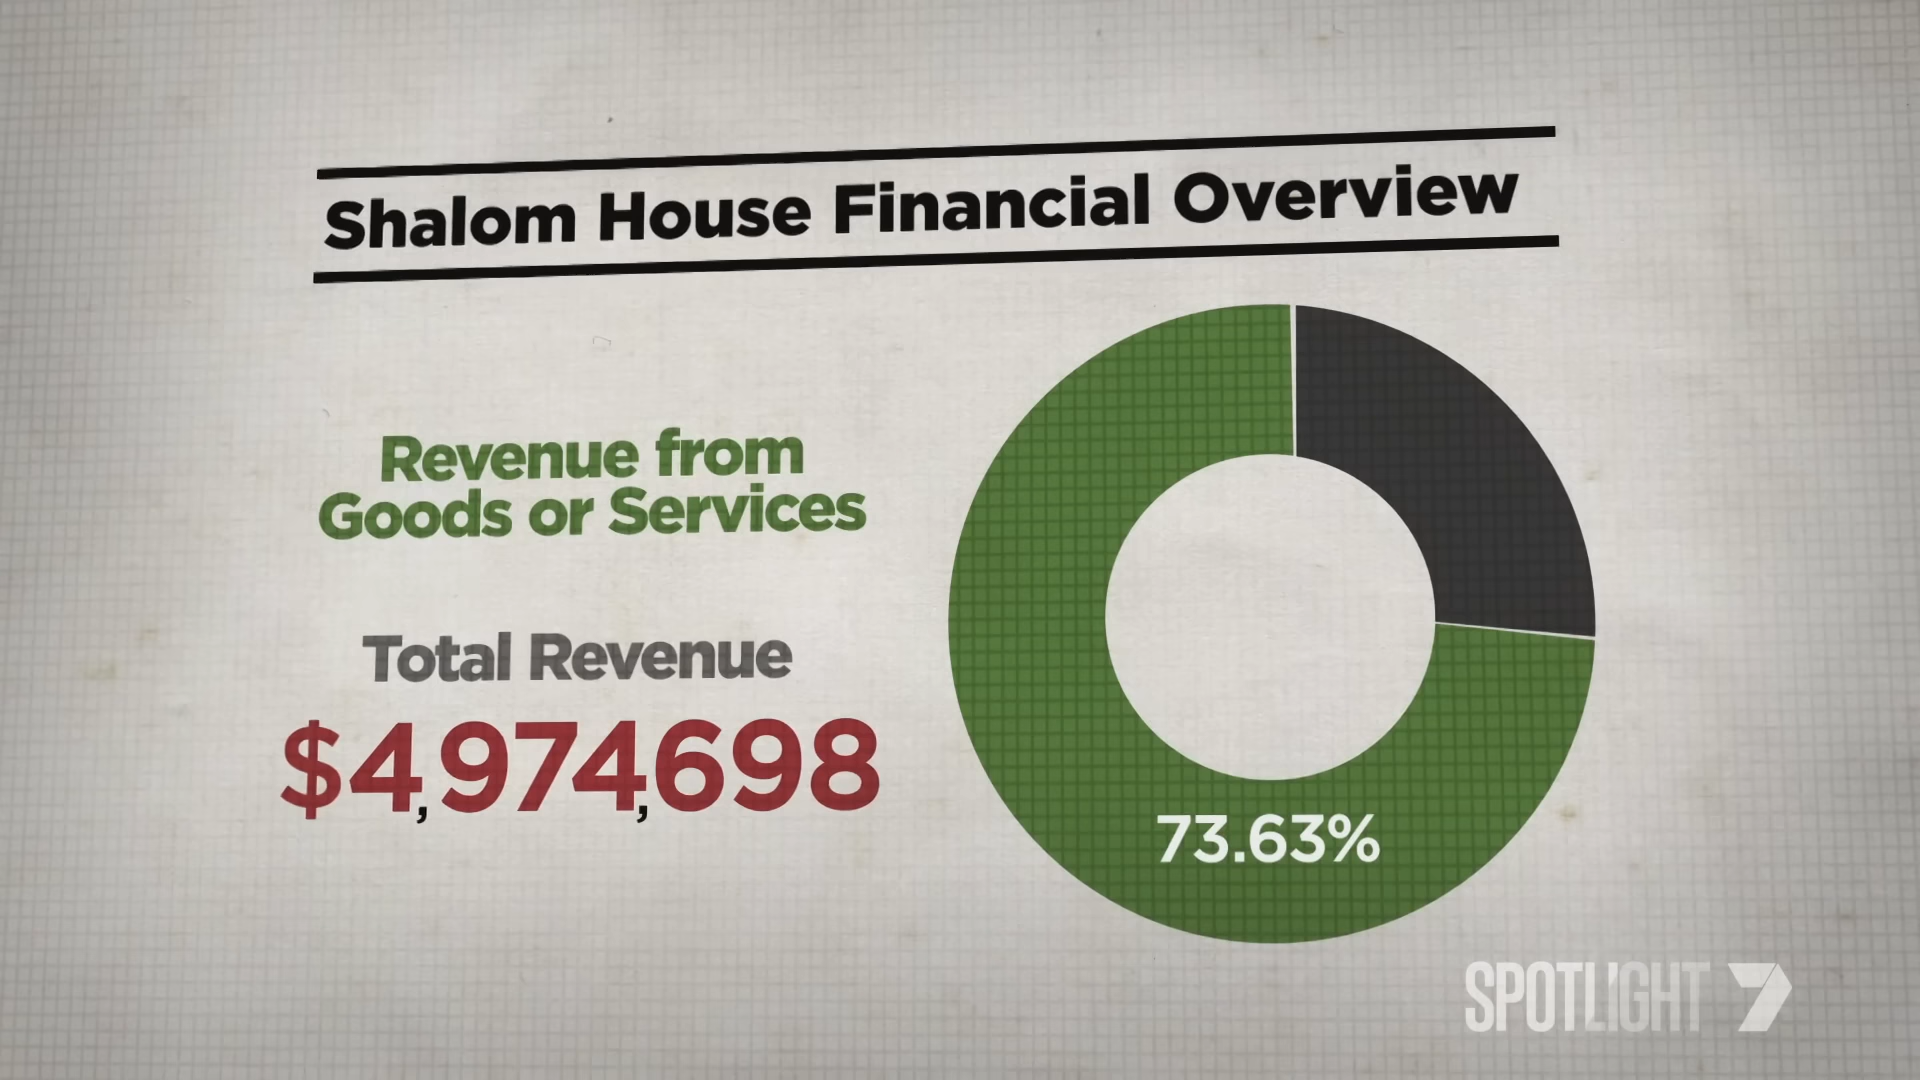 Shalom House Financial Overview
Revenue from
Goods or Services
Total Revenue
$4,974,698
73.63%
SPOTLIGHT 7